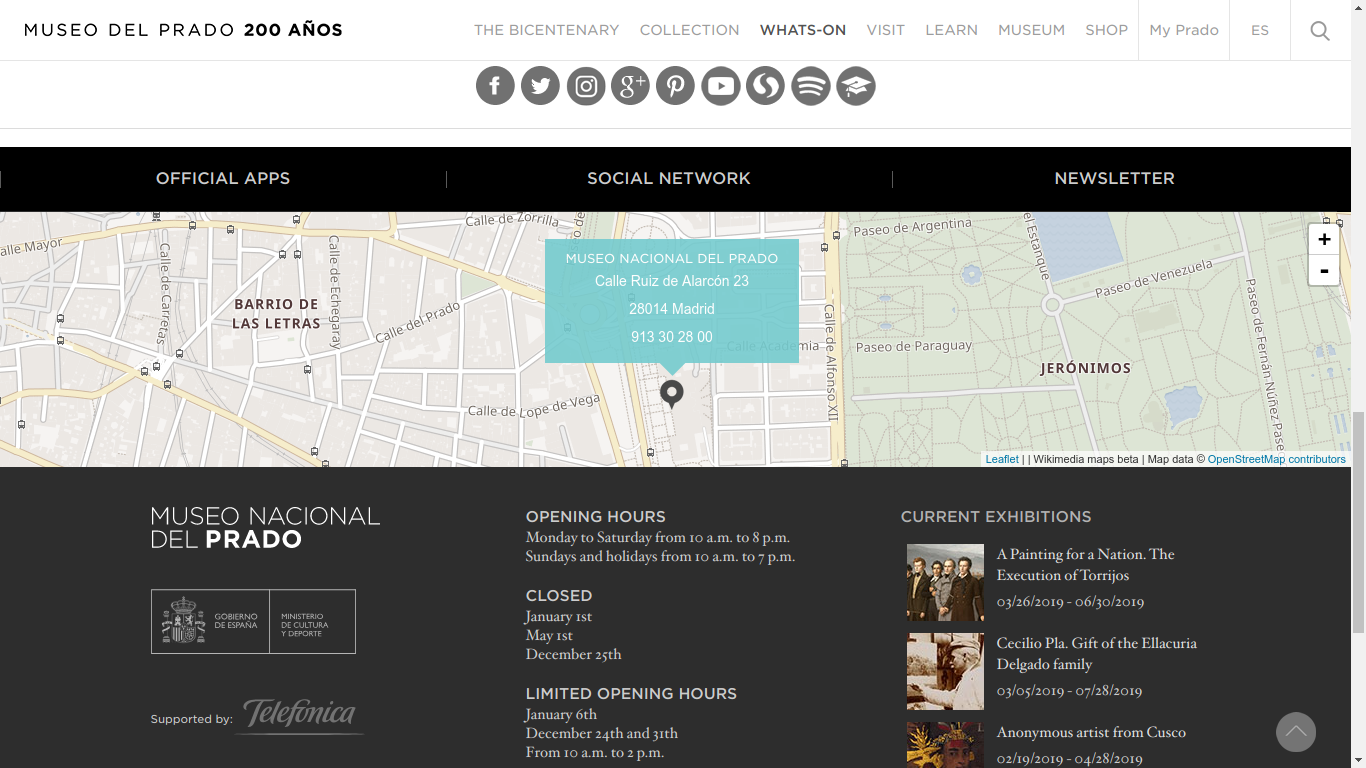 MUSEO DEL PRADO 200 AÑOS
THE BICENTENARY COLLECTION WHATS-ON VISIT LEARN MUSEUM SHOP My Prado ES
OFFICIAL APPS
SOCIAL NETWORK
NEWSLETTER
Calle de Zorrilla
alle Mayor
Calle de Carretas
Calle de Echegaray
BARRIO DE
LAS LETRAS
Calle del Prado
Calle de Lope de Vega
MUSEO NACIONAL DEL PRADO
Calle Ruiz de Alarcón 23
28014 Madrid
913 30 28 00
Calle Academia
Calle de Alfonso XII
Paseo de Argentina
el Estanque
Paseo de Venezuela
Paseo de Paraguay
JERÓNIMOS
Paseo de Fernán Núñez
Pase
+
-
Leaflet | | Wikimedia maps beta | Map data © OpenStreetMap contributors
MUSEO NACIONAL
DEL PRADO
GOBIERNO
DE ESPAÑA
MINISTERIO
DE CULTURA
Y DEPORTE
Supported by: Telefónica
OPENING HOURS
Monday to Saturday from 10 a.m. to 8 p.m.
Sundays and holidays from 10 a.m. to 7 p.m.
CLOSED
January 1st
May 1st
December 25th
LIMITED OPENING HOURS
January 6th
December 24th and 31th
From 10 a.m. to 2 p.m.
CURRENT EXHIBITIONS
A Painting for a Nation. The
Execution of Torrijos
03/26/2019 - 06/30/2019
Cecilio Pla. Gift of the Ellacuria
Delgado family
03/05/2019 - 07/28/2019
Anonymous artist from Cusco
02/19/2019 - 04/28/2019